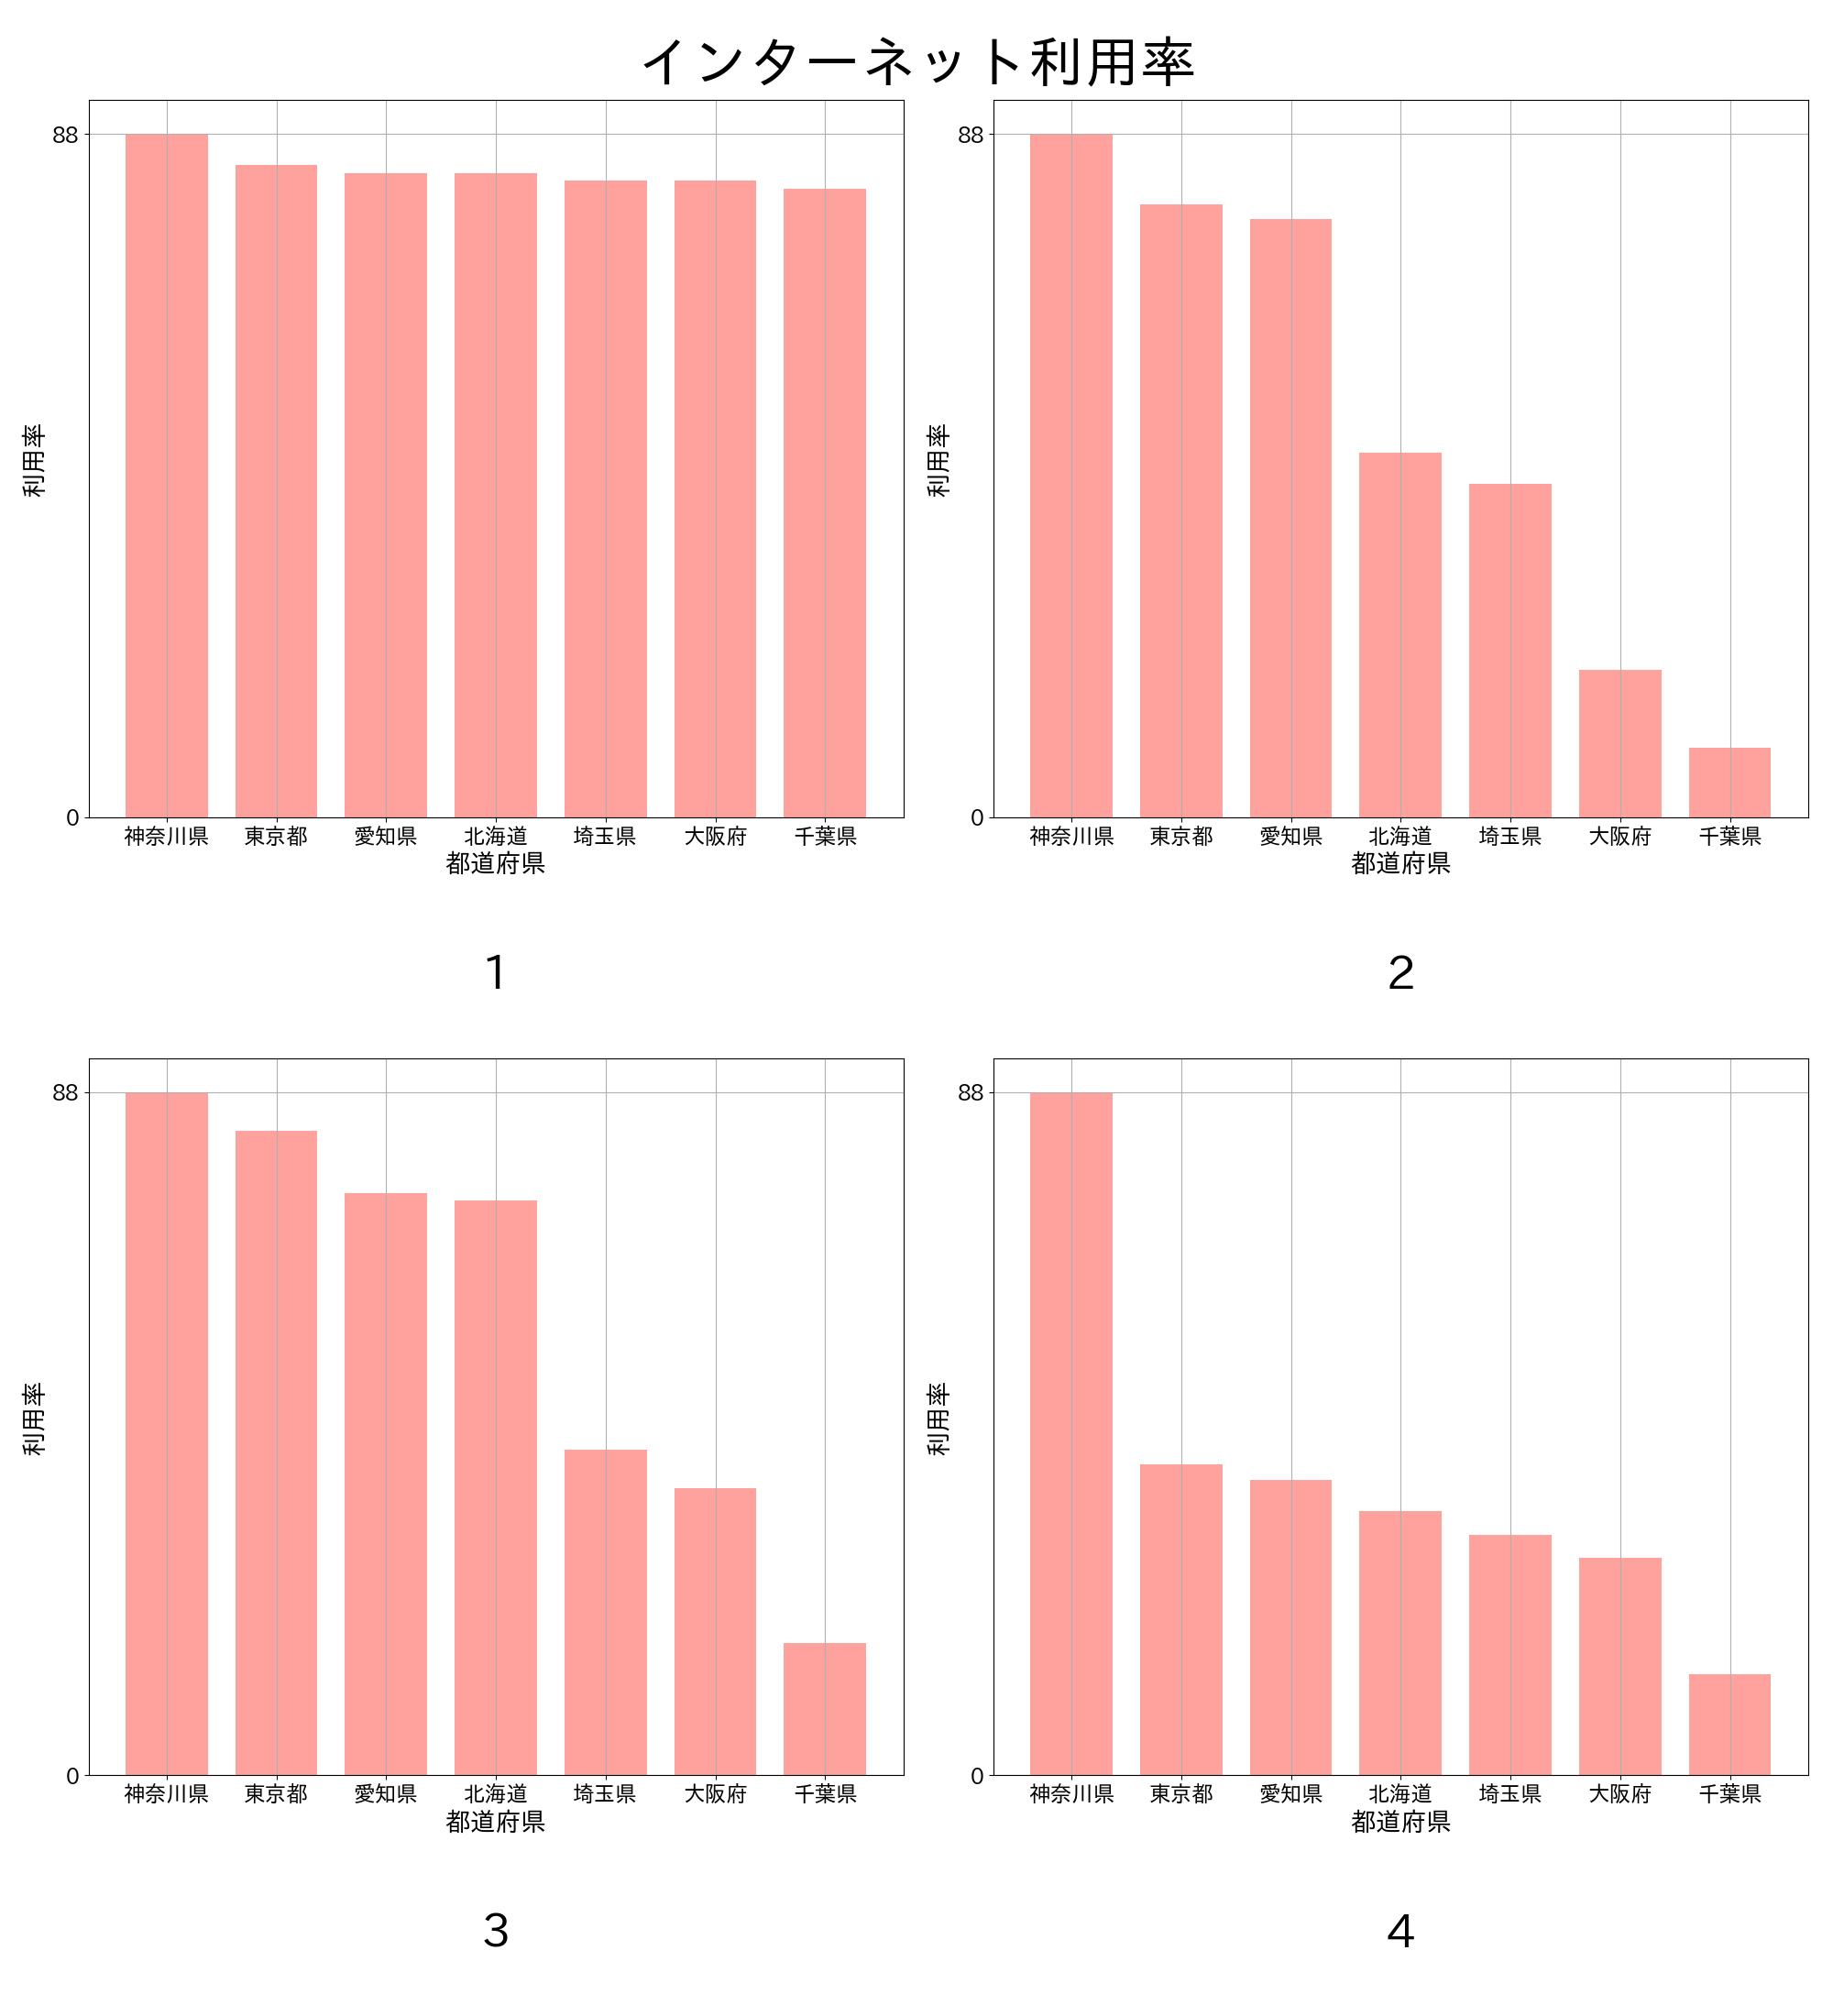 インターネット利用率
88
0
利用率
神奈川県 東京都 愛知県 北海道 埼玉県 大阪府 千葉県
都道府県
1
88
0
利用率
神奈川県 東京都 愛知県 北海道 埼玉県 大阪府 千葉県
都道府県
2
88
0
利用率
神奈川県 東京都 愛知県 北海道 埼玉県 大阪府 千葉県
都道府県
3
88
0
利用率
神奈川県 東京都 愛知県 北海道 埼玉県 大阪府 千葉県
都道府県
4